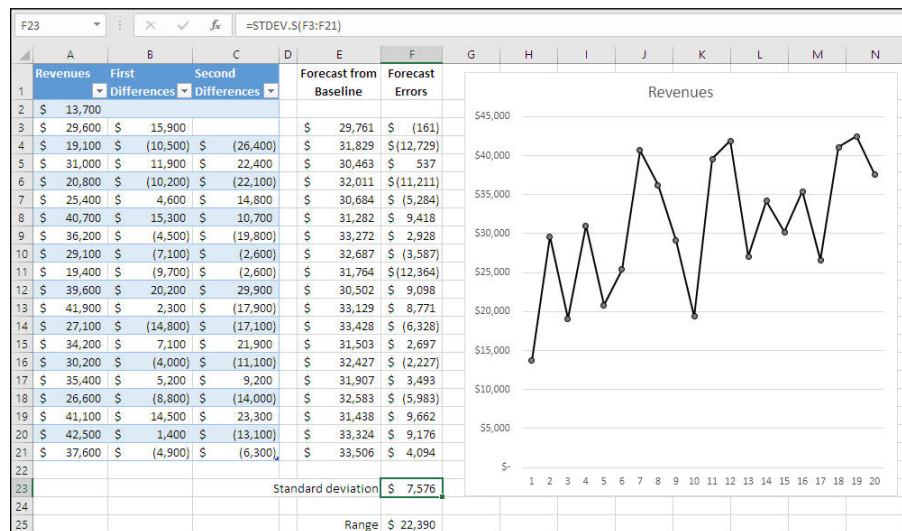 F23 fx =STDEV.S(F3:F21)
A B C D E F G H I J K L M N
Revenues First Second Forecast from Forecast
1 Differences Differences Baseline Errors
2 $ 13,700
3 $ 29,600 $ 15,900 $ 29,761 $ (161)
4 $ 19,100 $ (10,500) $ (26,400) $ 31,829 $(12,729)
5 $ 31,000 $ 11,900 $ 22,400 $ 30,463 $ 537
6 $ 20,800 $ (10,200) $ (22,100) $ 32,011 $(11,211)
7 $ 25,400 $ 4,600 $ 14,800 $ 30,684 $ (5,284)
8 $ 40,700 $ 15,300 $ 10,700 $ 31,282 $ 9,418
9 $ 36,200 $ (4,500) $ (19,800) $ 33,272 $ 2,928
10 $ 29,100 $ (7,100) $ (2,600) $ 32,687 $ (3,587)
11 $ 19,400 $ (9,700) $ (2,600) $ 31,764 $(12,364)
12 $ 39,600 $ 20,200 $ 29,900 $ 30,502 $ 9,098
13 $ 41,900 $ 2,300 $ (17,900) $ 33,129 $ 8,771
14 $ 27,100 $ (14,800) $ (17,100) $ 33,428 $ (6,328)
15 $ 34,200 $ 7,100 $ 21,900 $ 31,503 $ 2,697
16 $ 30,200 $ (4,000) $ (11,100) $ 32,427 $ (2,227)
17 $ 35,400 $ 5,200 $ 9,200 $ 31,907 $ 3,493
18 $ 26,600 $ (8,800) $ (14,000) $ 32,583 $ (5,983)
19 $ 41,100 $ 14,500 $ 23,300 $ 31,438 $ 9,662
20 $ 42,500 $ 1,400 $ (13,100) $ 33,324 $ 9,176
21 $ 37,600 $ (4,900) $ (6,300) $ 33,506 $ 4,094
22
23 Standard deviation $ 7,576
24
25 Range $ 22,390
Revenues
$45,000
$40,000
$35,000
$30,000
$25,000
$20,000
$15,000
$10,000
$5,000
$-
1 2 3 4 5 6 7 8 9 10 11 12 13 14 15 16 17 18 19 20